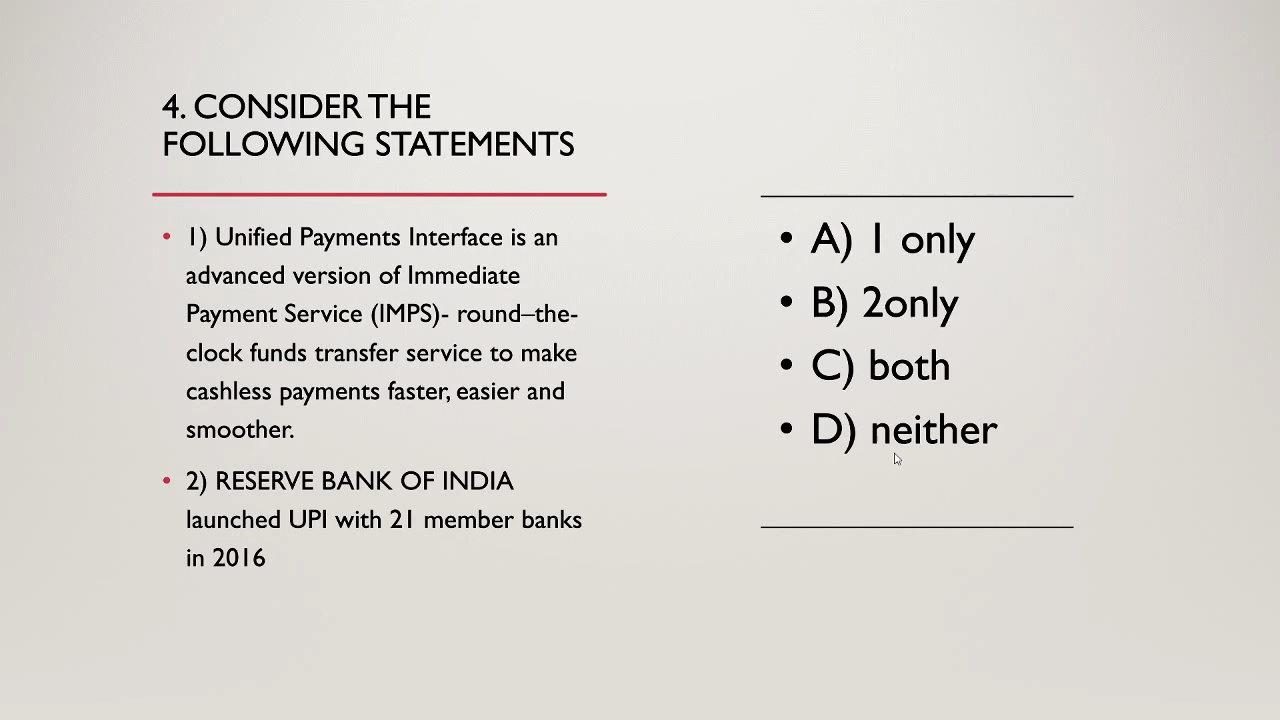 4. CONSIDER THE
FOLLOWING STATEMENTS
• 1) Unified Payments Interface is an
advanced version of Immediate
Payment Service (IMPS)- round–the-
clock funds transfer service to make
cashless payments faster, easier and
smoother.
• 2) RESERVE BANK OF INDIA
launched UPI with 21 member banks
in 2016
• A) 1 only
• B) 2only
• C) both
• D) neither